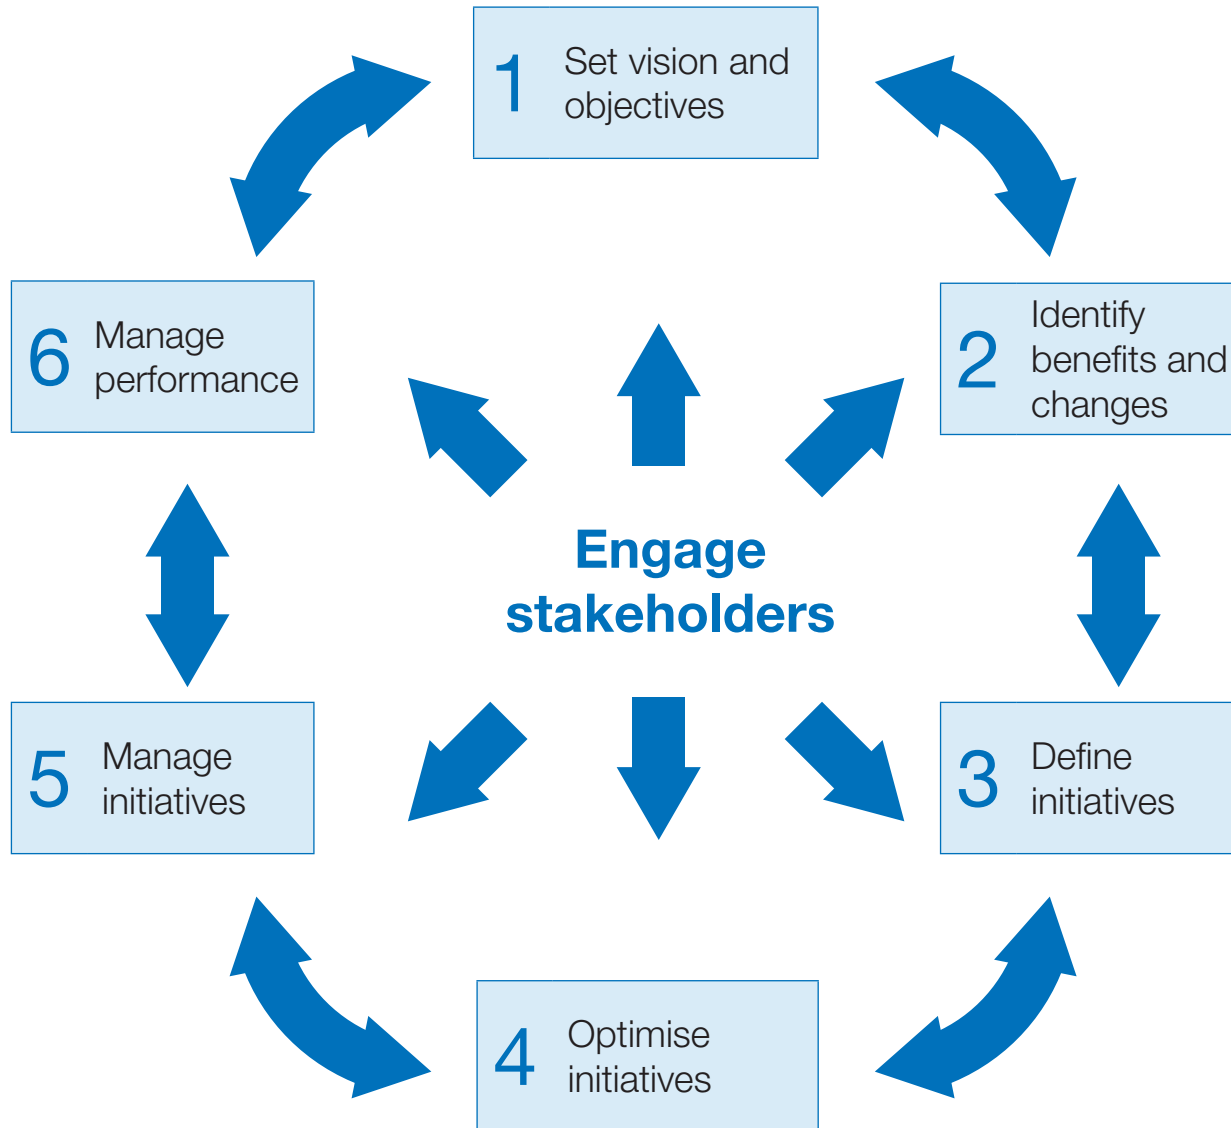 1
Set vision and
objectives
2
Identify
benefits and
changes
3
Define
initiatives
4
Optimise
initiatives
5
Manage
initiatives
6
Manage
performance
Engage
stakeholders